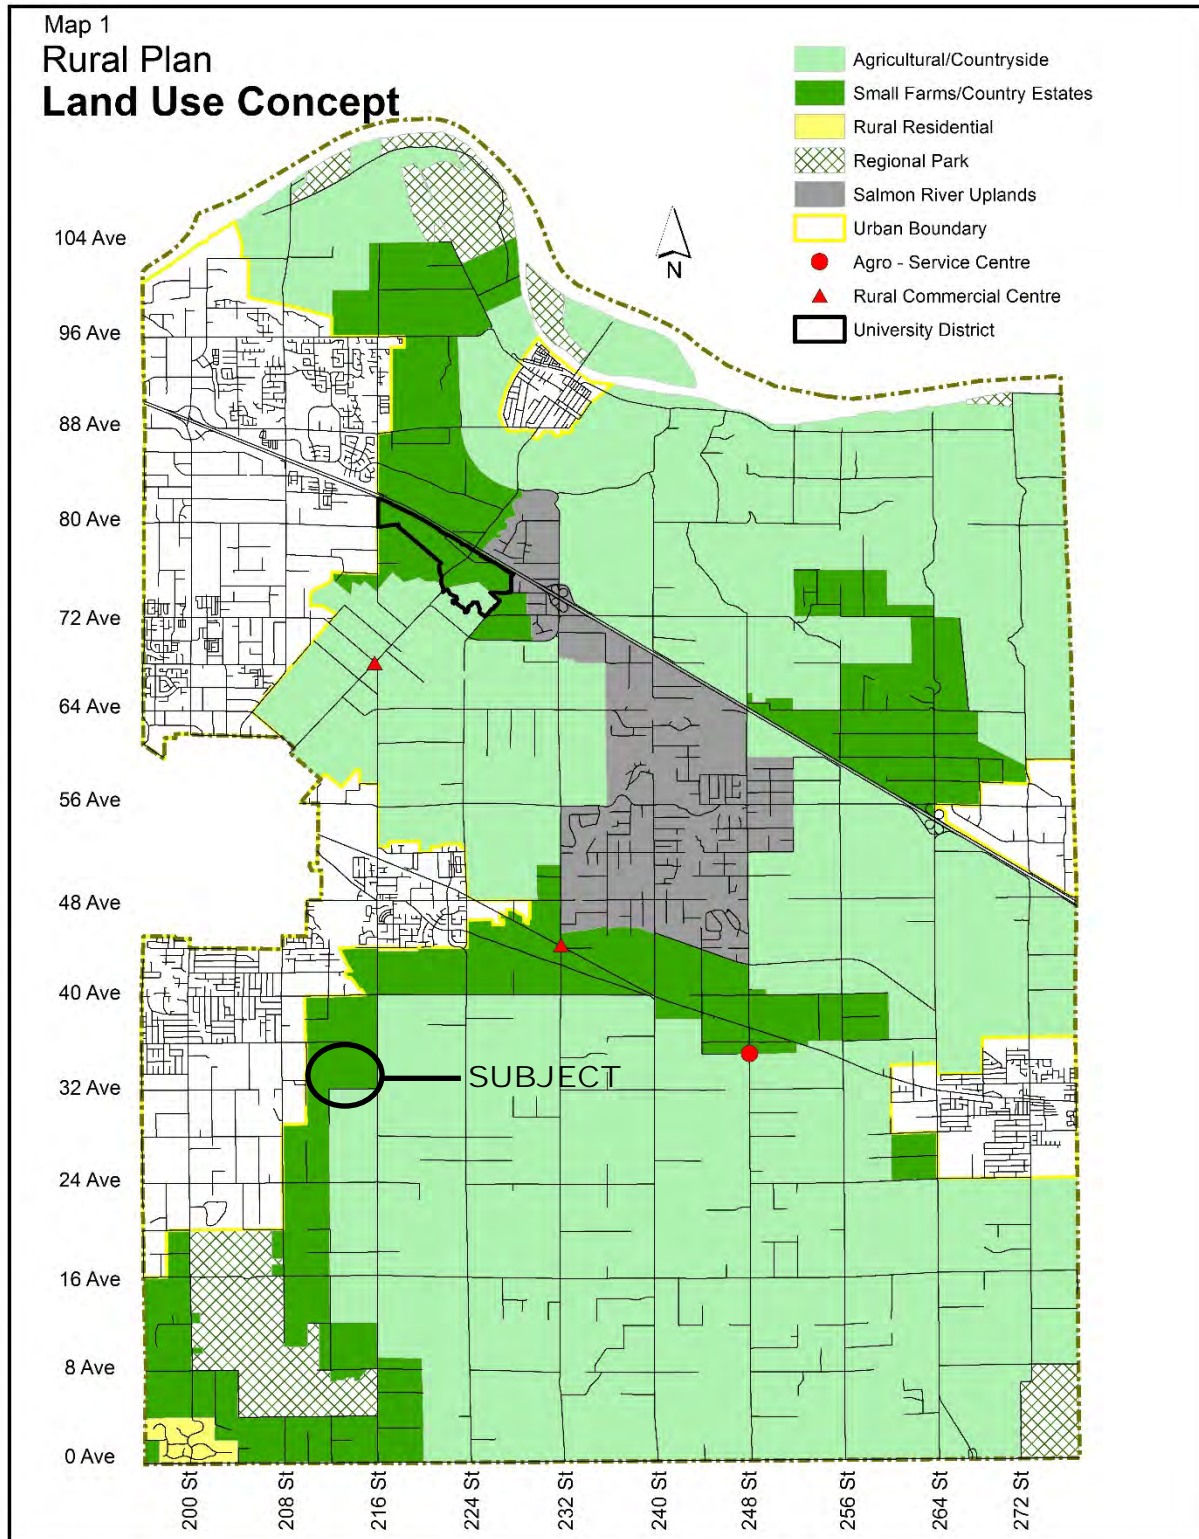 Map 1
Rural Plan
Land Use Concept
Agricultural/Countryside
Small Farms/Country Estates
Rural Residential
Regional Park
Salmon River Uplands
Urban Boundary
Agro - Service Centre
Rural Commercial Centre
University District
N
104 Ave
96 Ave
88 Ave
80 Ave
72 Ave
64 Ave
56 Ave
48 Ave
40 Ave
32 Ave
24 Ave
16 Ave
8 Ave
0 Ave
SUBJECT
200 St
208 St
216 St
224 St
232 St
240 St
248 St
256 St
264 St
272 St